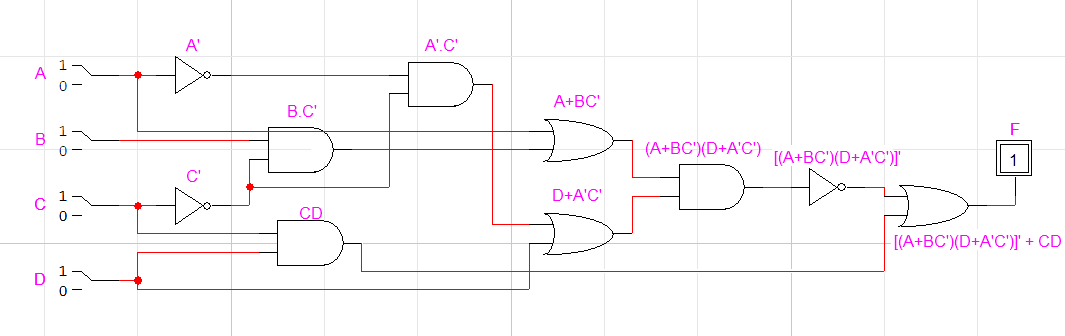 A'
A'.C'
A
1
0
B.C'
A+BC'
B
1
0
(A+BC')(D+A'C')
[(A+BC')(D+A'C')]'
F
1
C'
C
1
0
CD
D+A'C'
[(A+BC')(D+A'C')]' + CD
D
1
0